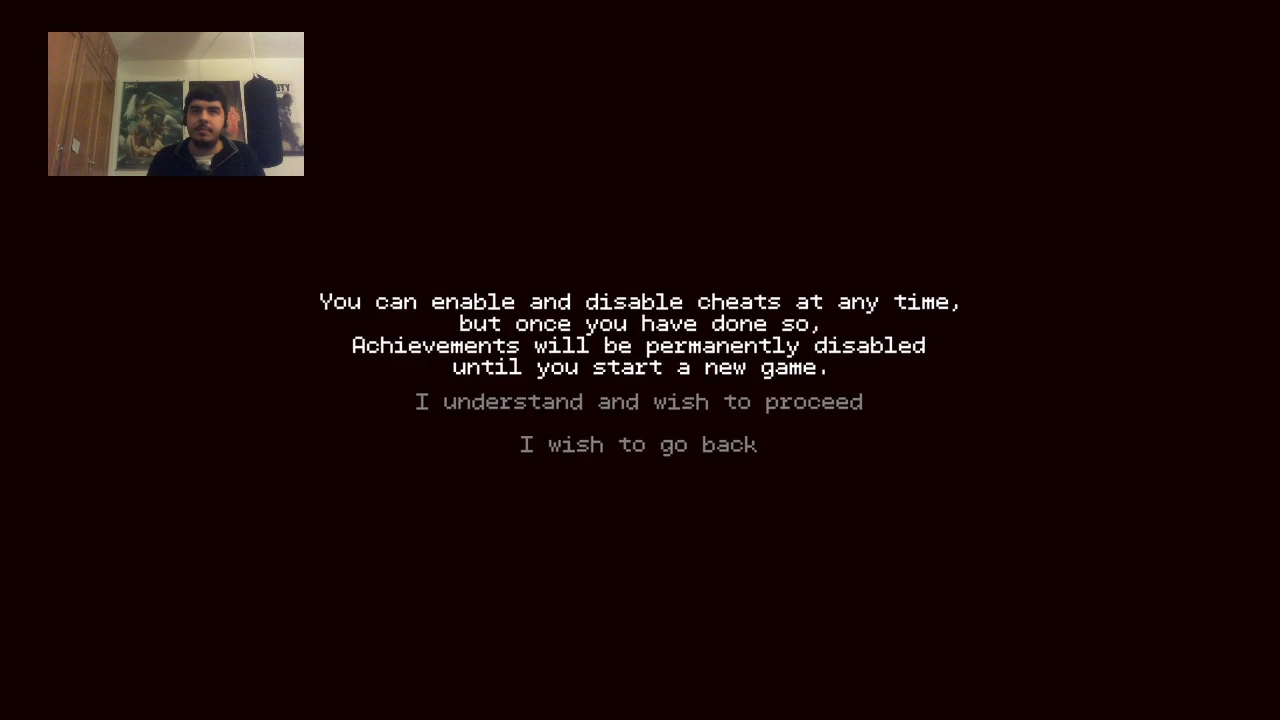 You can enable and disable cheats at any time,
but once you have done so,
Achievements will be permanently disabled
until you start a new game.
I understand and wish to proceed
I wish to go back